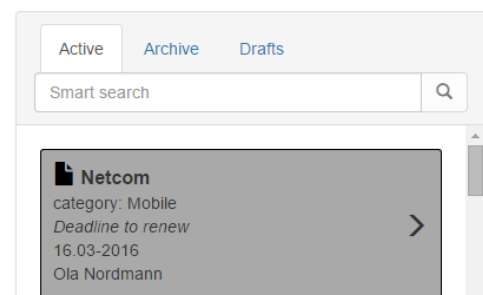 Active Archive Drafts
Smart search
Netcom
category: Mobile
Deadline to renew
16.03-2016
Ola Nordmann